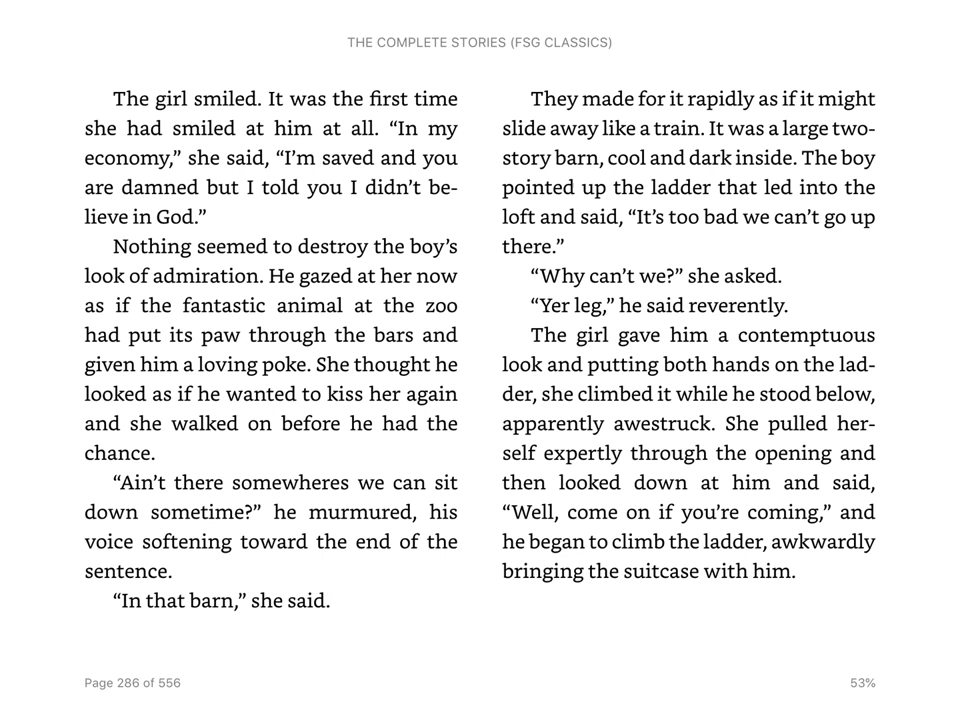 THE COMPLETE STORIES (FSG CLASSICS)
The girl smiled. It was the first time
she had smiled at him at all. “In my
economy,” she said, “I’m saved and you
are damned but I told you I didn’t be-
lieve in God.”
Nothing seemed to destroy the boy’s
look of admiration. He gazed at her now
as if the fantastic animal at the zoo
had put its paw through the bars and
given him a loving poke. She thought he
looked as if he wanted to kiss her again
and she walked on before he had the
chance.
“Ain’t there somewheres we can sit
down sometime?” he murmured, his
voice softening toward the end of the
sentence.
“In that barn,” she said.
They made for it rapidly as if it might
slide away like a train. It was a large two-
story barn, cool and dark inside. The boy
pointed up the ladder that led into the
loft and said, “It’s too bad we can’t go up
there.”
“Why can’t we?” she asked.
“Yer leg,” he said reverently.
The girl gave him a contemptuous
look and putting both hands on the lad-
der, she climbed it while he stood below,
apparently awestruck. She pulled her-
self expertly through the opening and
then looked down at him and said,
“Well, come on if you’re coming,” and
he began to climb the ladder, awkwardly
bringing the suitcase with him.
Page 286 of 556
53%